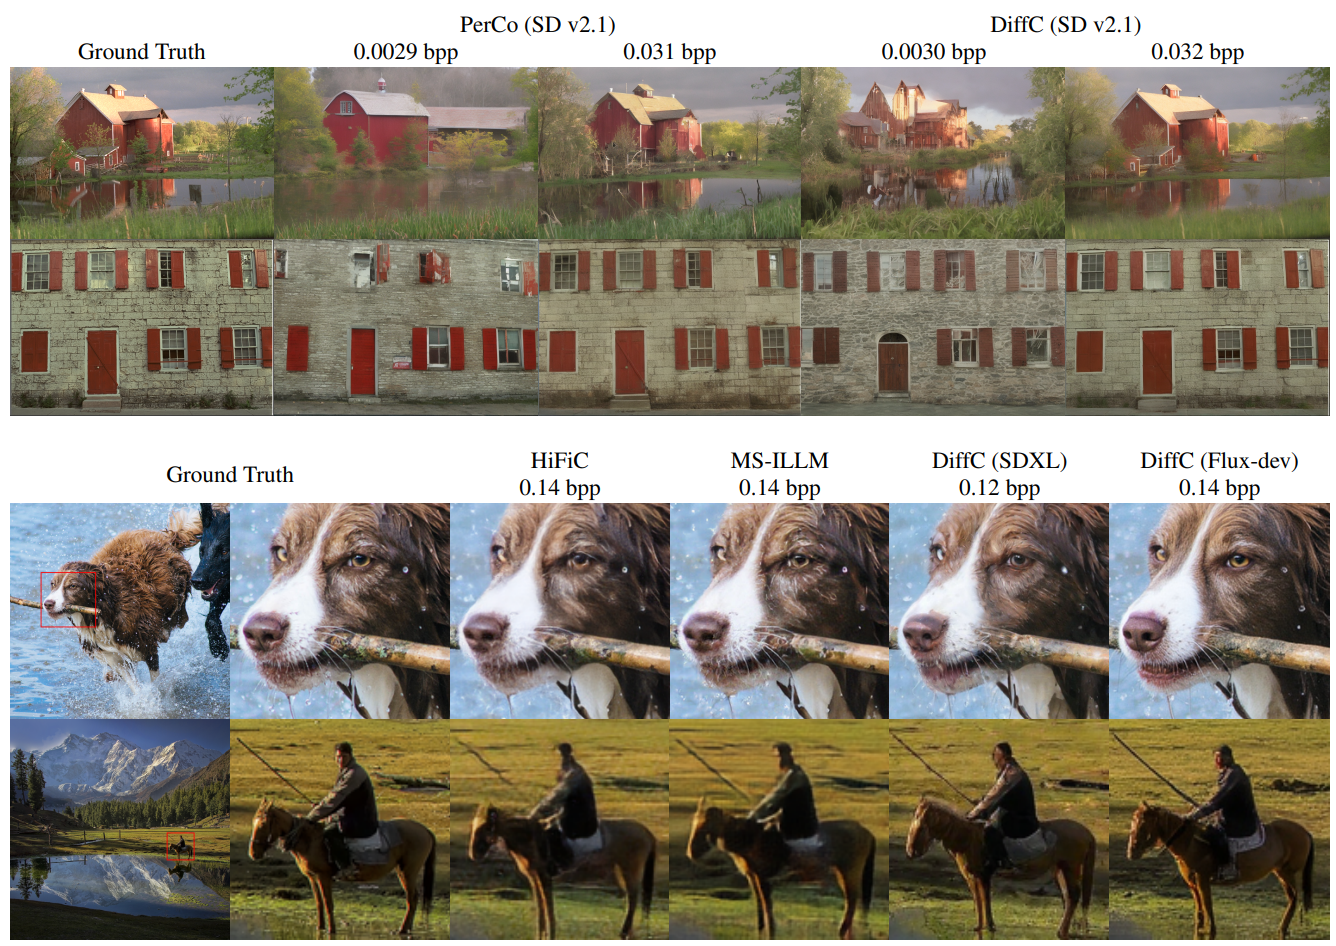 PerCo (SD v2.1)
DiffC (SD v2.1)
Ground Truth
0.0029 bpp
0.031 bpp
0.0030 bpp
0.032 bpp
Ground Truth
HiFiC
0.14 bpp
MS-ILLM
0.14 bpp
DiffC (SDXL)
0.12 bpp
DiffC (Flux-dev)
0.14 bpp